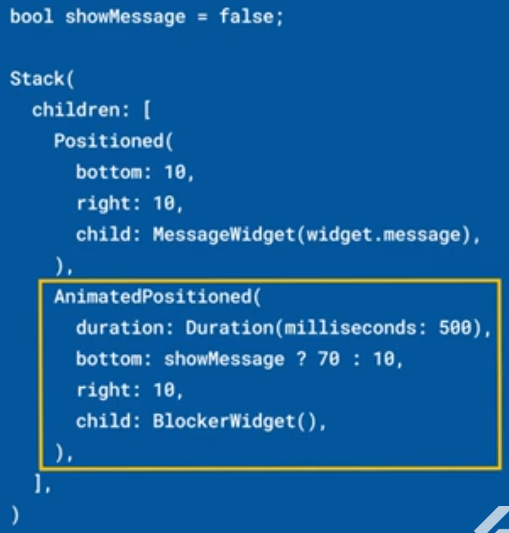 bool showMessage = false;
Stack(
children: [
Positioned(
bottom: 10,
right: 10,
child: MessageWidget(widget.message),
),
AnimatedPositioned(
duration: Duration(milliseconds: 500),
bottom: showMessage ? 70 : 10,
right: 10,
child: BlockerWidget(),
),
],
)